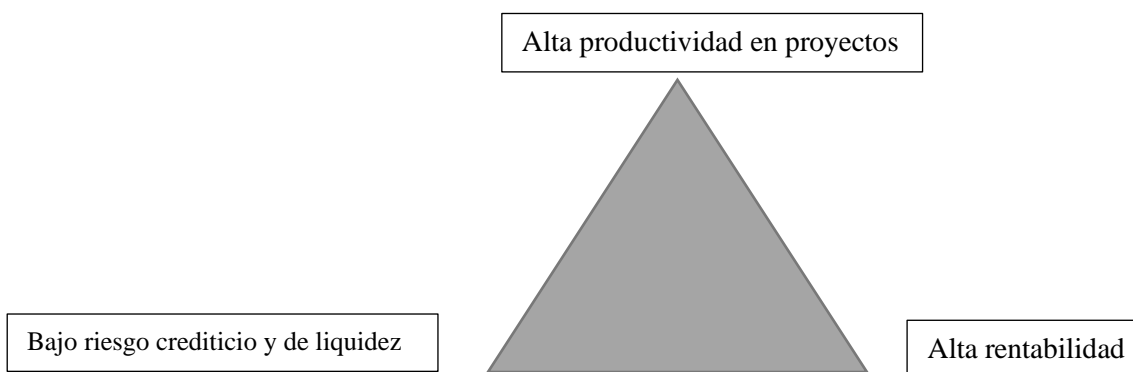 Alta productividad en proyectos
Bajo riesgo crediticio y de liquidez
Alta rentabilidad